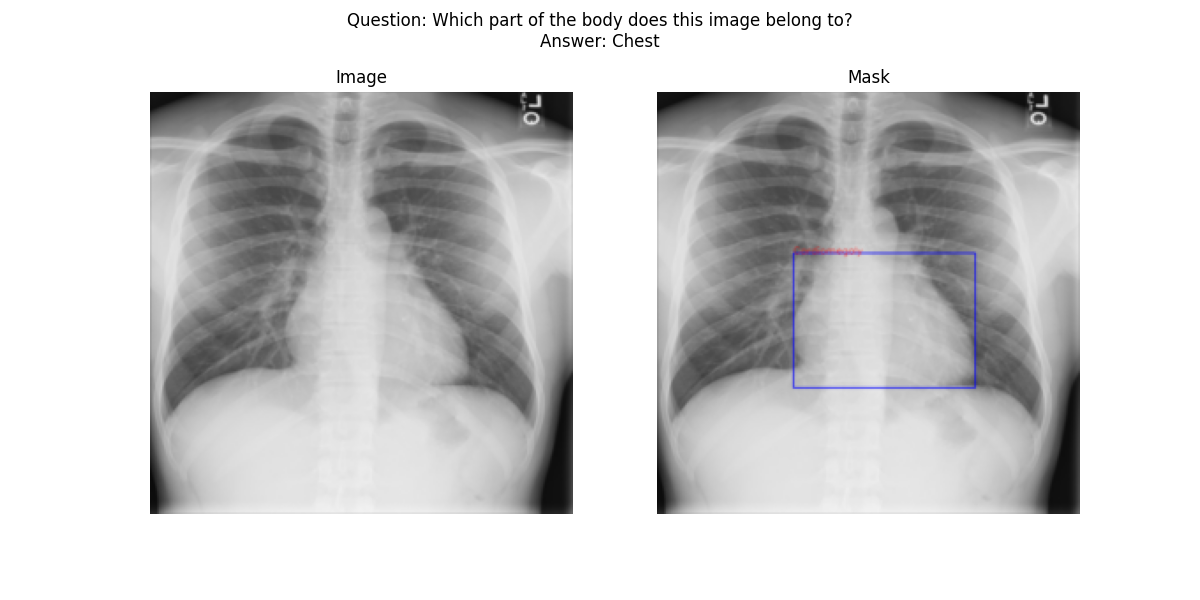 Question: Which part of the body does this image belong to?
Answer: Chest
Image
Mask